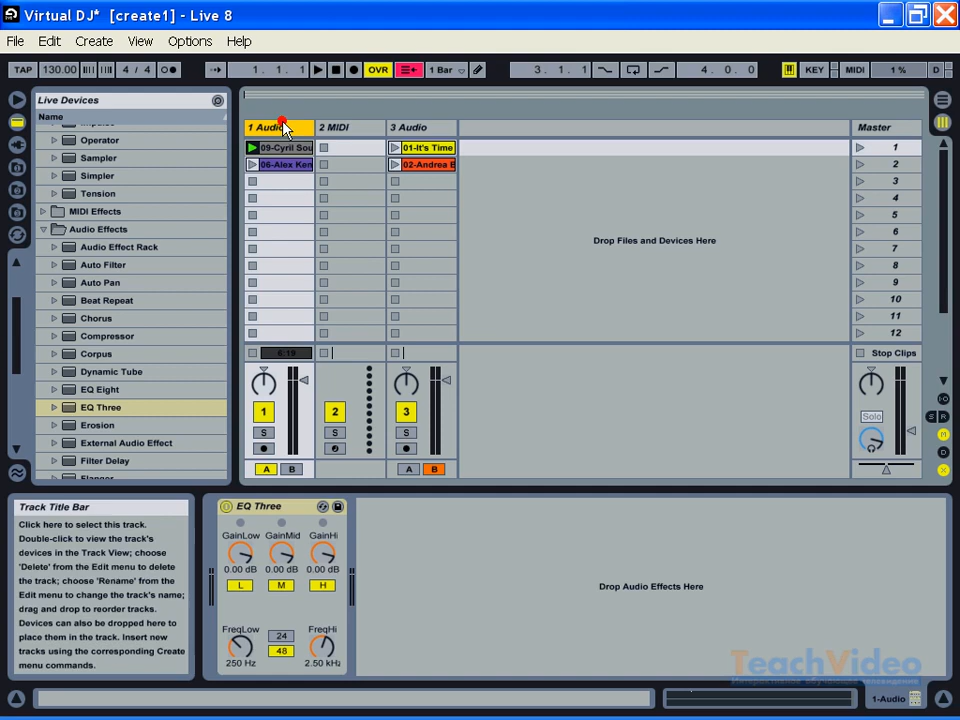 Virtual DJ*  [create1] - Live 8
File Edit Create View Options Help
TAP 130.00 4 / 4 1. 1. 1 OVR 1 Bar 3. 1. 1 4. 0. 0 KEY MIDI 1 % D
Live Devices
Name
Operator
Sampler
Simpler
Tension
MIDI Effects
Audio Effects
Audio Effect Rack
Auto Filter
Auto Pan
Beat Repeat
Chorus
Compressor
Corpus
Dynamic Tube
EQ Eight
EQ Three
Erosion
External Audio Effect
Filter Delay
1 Audio 2 MIDI 3 Audio Master
09-Cyril Sou 01-It's Time 1
06-Alex Ken 02-Andrea B 2
3
4
5
6
7
8
9
10
11
12
Drop Files and Devices Here
6:19 Stop Clips
1 2 3 Solo
S S S
A B A B
S R
M
D
X
Track Title Bar
Click here to select this track.
Double-click to view the track's
devices in the Track View; choose
'Delete' from the Edit menu to delete
the track; choose 'Rename' from the
Edit menu to change the track's name;
drag and drop to reorder tracks.
Devices can also be dropped here to
place them in the track. Insert new
tracks using the corresponding Create
menu commands.
EQ Three
GainLow GainMid GainHi
0.00 dB 0.00 dB 0.00 dB
L M H
FreqLow 24 FreqHi
250 Hz 48 2.50 kHz
Drop Audio Effects Here
TeachVideo
Интерактивное обучающее телевидение
1-Audio